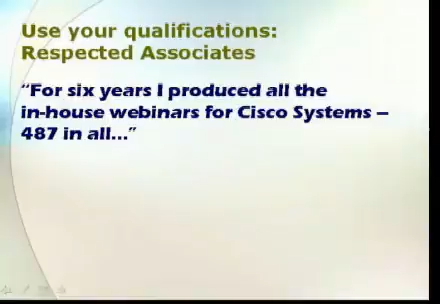 Use your qualifications:
Respected Associates
“For six years I produced all the
in-house webinars for Cisco Systems –
487 in all...”